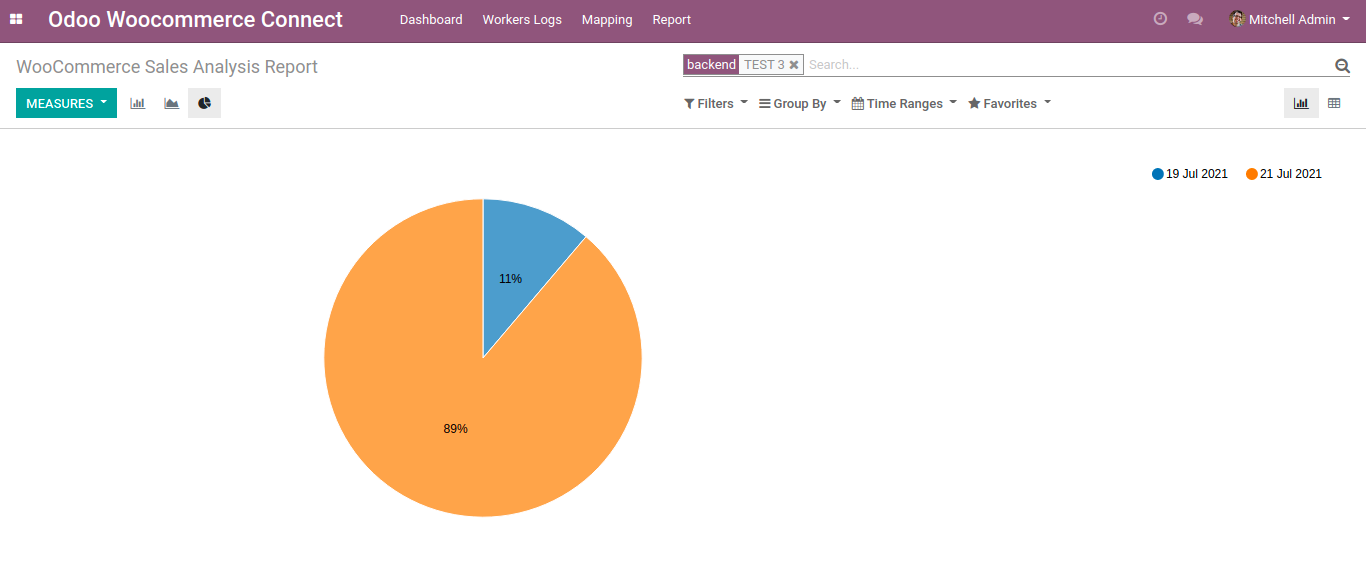 Odoo Woocommerce Connect Dashboard Workers Logs Mapping Report Mitchell Admin
WooCommerce Sales Analysis Report backend TEST 3 Search...
MEASURES Filters Group By Time Ranges Favorites
19 Jul 2021 21 Jul 2021
11%
89%